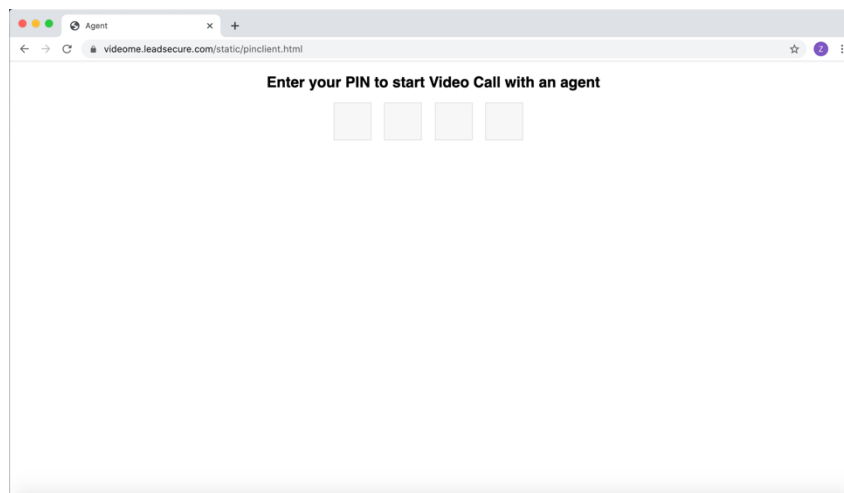 Agent
videome.leadsecure.com/static/pinclient.html
Z
Enter your PIN to start Video Call with an agent